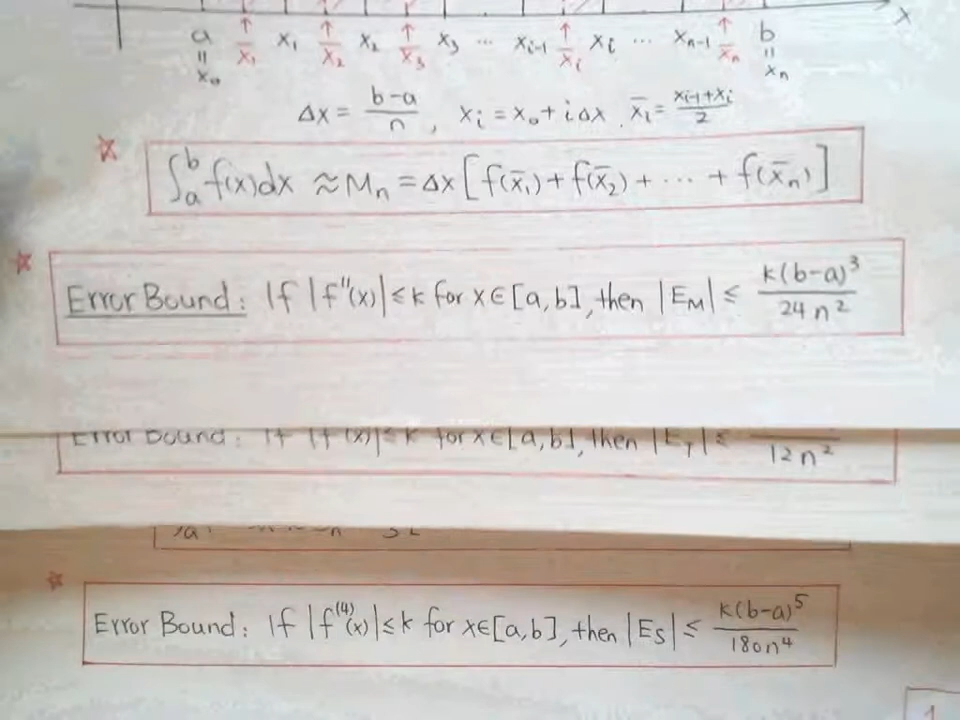 a x̄₁ x₁ x̄₂ x₂ x̄₃ x₃ ... xᵢ₋₁ x̄ᵢ xᵢ ... xₙ₋₁ x̄ₙ b x
= x₀ = xₙ
Δx = (b-a)/n, xᵢ = x₀ + iΔx, x̄ᵢ = (xᵢ₋₁+xᵢ)/2
∫ₐᵇ f(x)dx ≈ Mₙ = Δx[f(x̄₁) + f(x̄₂) + ... + f(x̄ₙ)]
Error Bound: If |f''(x)| ≤ k for x ∈ [a,b], then |E_M| ≤ k(b-a)³/24n²
Error Bound: If |f''(x)| ≤ k for x ∈ [a,b], then |E_T| ≤ 12n²
Error Bound: If |f⁽⁴⁾(x)| ≤ k for x ∈ [a,b], then |E_S| ≤ k(b-a)⁵/180n⁴